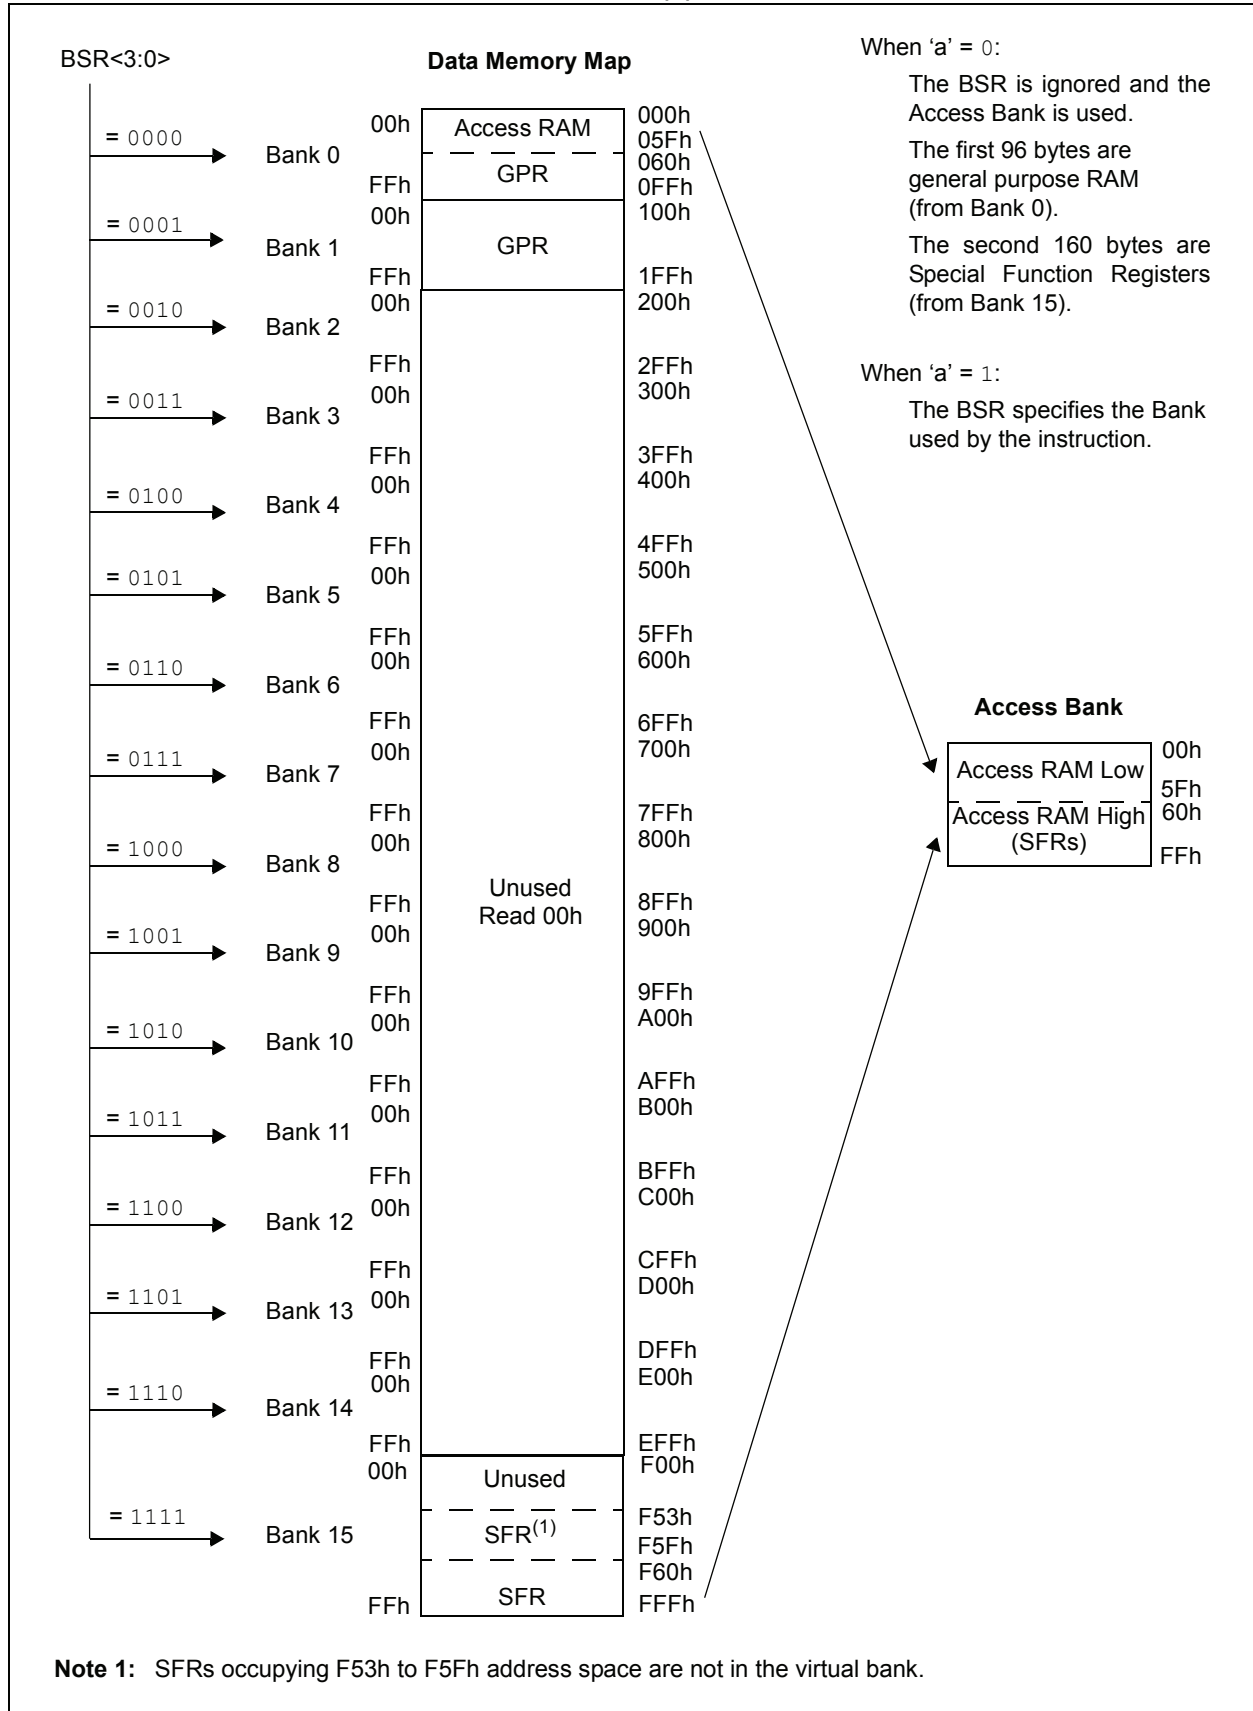 BSR<3:0>
Data Memory Map
When ‘a’ = 0:
The BSR is ignored and the
Access Bank is used.
The first 96 bytes are
general purpose RAM
(from Bank 0).
The second 160 bytes are
Special Function Registers
(from Bank 15).
When ‘a’ = 1:
The BSR specifies the Bank
used by the instruction.
= 0000
Bank 0
00h
Access RAM
000h
05Fh
060h
GPR
FFh
0FFh
= 0001
Bank 1
00h
100h
GPR
FFh
1FFh
= 0010
Bank 2
00h
200h
FFh
2FFh
= 0011
Bank 3
00h
300h
FFh
3FFh
= 0100
Bank 4
00h
400h
FFh
4FFh
= 0101
Bank 5
00h
500h
FFh
5FFh
= 0110
Bank 6
00h
600h
FFh
6FFh
= 0111
Bank 7
00h
700h
FFh
7FFh
= 1000
Bank 8
00h
800h
Unused
Read 00h
FFh
8FFh
= 1001
Bank 9
00h
900h
FFh
9FFh
= 1010
Bank 10
00h
A00h
FFh
AFFh
= 1011
Bank 11
00h
B00h
FFh
BFFh
= 1100
Bank 12
00h
C00h
FFh
CFFh
= 1101
Bank 13
00h
D00h
FFh
DFFh
= 1110
Bank 14
00h
E00h
FFh
EFFh
= 1111
Bank 15
00h
F00h
Unused
F53h
SFR(1)
F5Fh
F60h
SFR
FFh
FFFh
Access Bank
Access RAM Low
00h
5Fh
Access RAM High
(SFRs)
60h
FFh
Note 1: SFRs occupying F53h to F5Fh address space are not in the virtual bank.